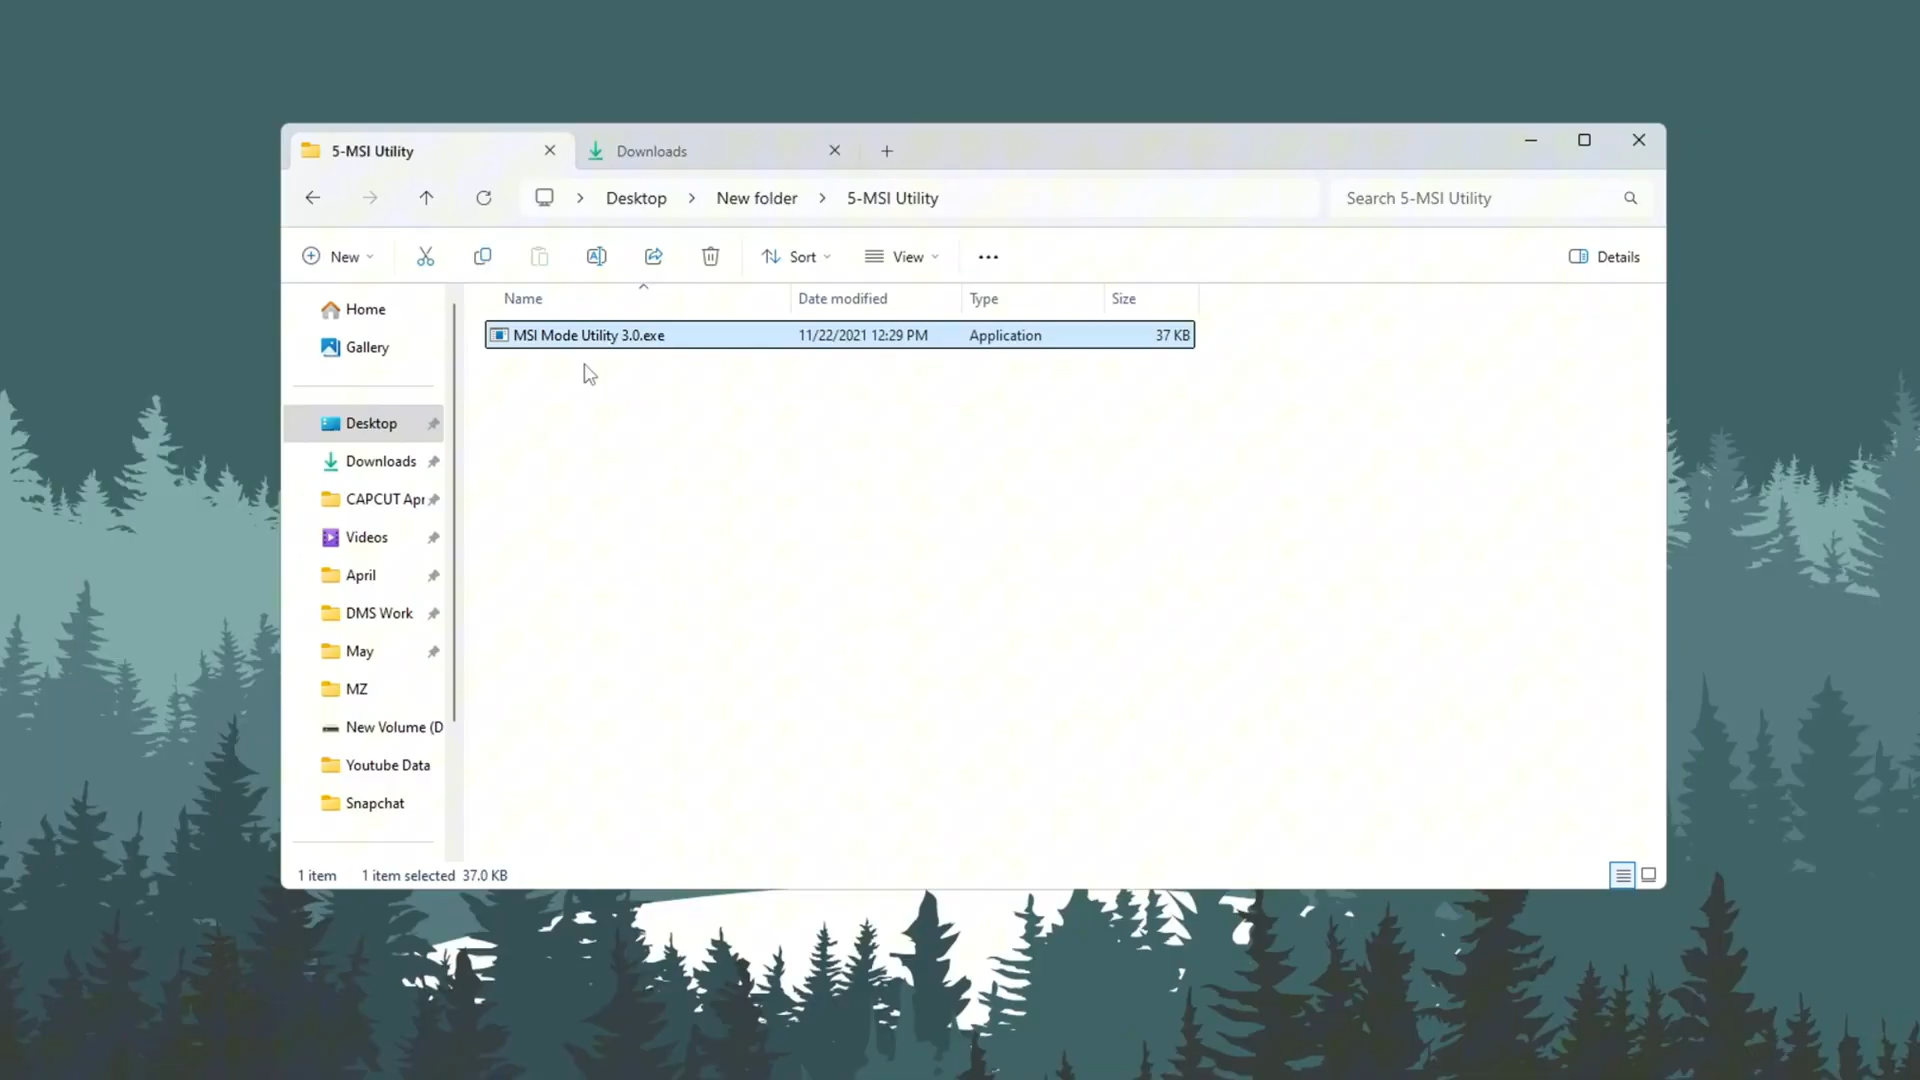 5-MSI Utility
Downloads
Desktop > New folder > 5-MSI Utility
Search 5-MSI Utility
New
Sort
View
Details
Name Date modified Type Size
MSI Mode Utility 3.0.exe 11/22/2021 12:29 PM Application 37 KB
Home
Gallery
Desktop
Downloads
CAPCUT Apr
Videos
April
DMS Work
May
MZ
New Volume (D
Youtube Data
Snapchat
1 item 1 item selected 37.0 KB